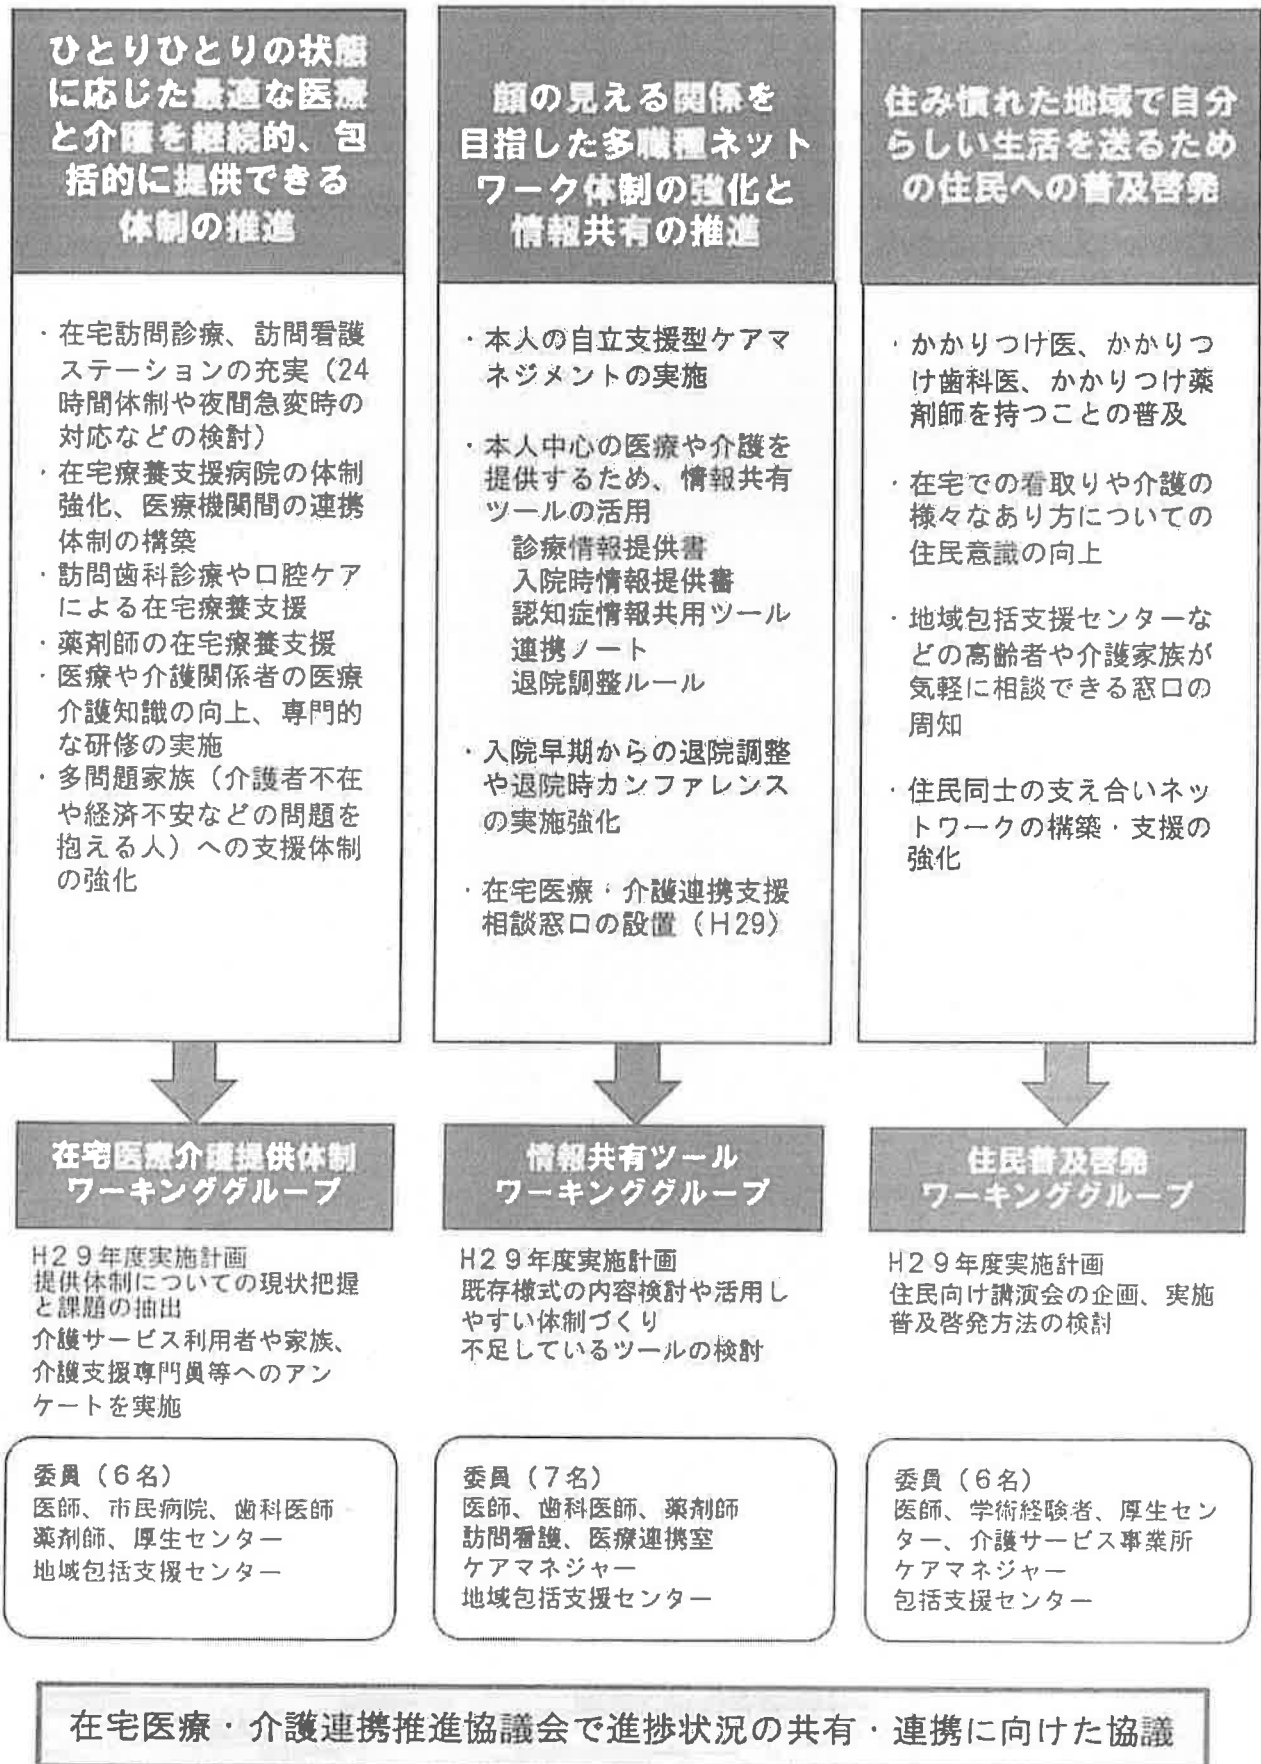 ひとりひとりの状態
に応じた最適な医療
と介護を継続的、包
括的に提供できる
体制の推進
・在宅訪問診療、訪問看護
ステーションの充実（24
時間体制や夜間急変時の
対応などの検討）
・在宅療養支援病院の体制
強化、医療機関間の連携
体制の構築
・訪問歯科診療や口腔ケア
による在宅療養支援
・薬剤師の在宅療養支援
・医療や介護関係者の医療
介護知識の向上、専門的
な研修の実施
・多問題家族（介護者不在
や経済不安などの問題を
抱える人）への支援体制
の強化
在宅医療介護提供体制
ワーキンググループ
H29年度実施計画
提供体制についての現状把握
と課題の抽出
介護サービス利用者や家族、
介護支援専門員等へのアン
ケートを実施
委員（6名）
医師、市民病院、歯科医師
薬剤師、厚生センター
地域包括支援センター
顔の見える関係を
目指した多職種ネット
ワーク体制の強化と
情報共有の推進
・本人の自立支援型ケアマ
ネジメントの実施
・本人中心の医療や介護を
提供するため、情報共有
ツールの活用
診療情報提供書
入院時情報提供書
認知症情報共用ツール
連携ノート
退院調整ルール
・入院早期からの退院調整
や退院時カンファレンス
の実施強化
・在宅医療・介護連携支援
相談窓口の設置（H29）
情報共有ツール
ワーキンググループ
H29年度実施計画
既存様式の内容検討や活用し
やすい体制づくり
不足しているツールの検討
委員（7名）
医師、歯科医師、薬剤師
訪問看護、医療連携室
ケアマネジャー
地域包括支援センター
住み慣れた地域で自分
らしい生活を送るため
の住民への普及啓発
・かかりつけ医、かかりつ
け歯科医、かかりつけ薬
剤師を持つことの普及
・在宅での看取りや介護の
様々なあり方についての
住民意識の向上
・地域包括支援センターな
どの高齢者や介護家族が
気軽に相談できる窓口の
周知
・住民同士の支え合いネッ
トワークの構築・支援の
強化
住民普及啓発
ワーキンググループ
H29年度実施計画
住民向け講演会の企画、実施
普及啓発方法の検討
委員（6名）
医師、学術経験者、厚生セン
ター、介護サービス事業所
ケアマネジャー
包括支援センター
在宅医療・介護連携推進協議会で進捗状況の共有・連携に向けた協議